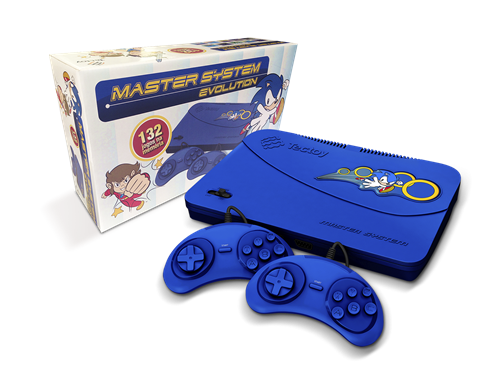 MASTER SYSTEM
EVOLUTION
132
jogos na
memória
Tectoy
MASTER SYSTEM